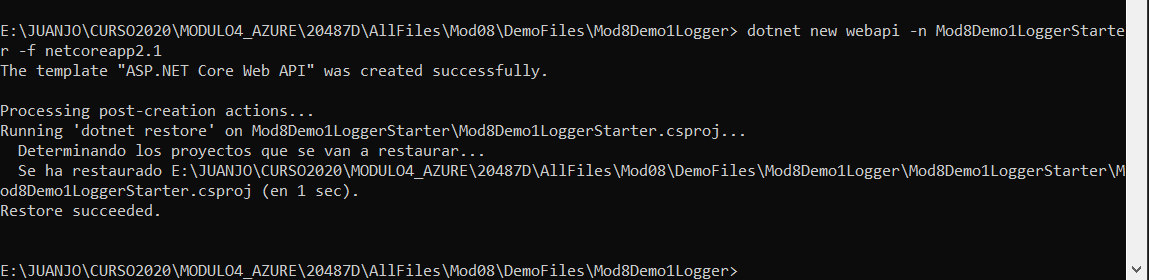 E:\JUANJO\CURSO2020\MODULO4_AZURE\20487D\AllFiles\Mod08\DemoFiles\Mod8Demo1Logger> dotnet new webapi -n Mod8Demo1LoggerStarte
r -f netcoreapp2.1
The template "ASP.NET Core Web API" was created successfully.
Processing post-creation actions...
Running 'dotnet restore' on Mod8Demo1LoggerStarter\Mod8Demo1LoggerStarter.csproj...
  Determinando los proyectos que se van a restaurar...
  Se ha restaurado E:\JUANJO\CURSO2020\MODULO4_AZURE\20487D\AllFiles\Mod08\DemoFiles\Mod8Demo1Logger\Mod8Demo1LoggerStarter\M
od8Demo1LoggerStarter.csproj (en 1 sec).
Restore succeeded.
E:\JUANJO\CURSO2020\MODULO4_AZURE\20487D\AllFiles\Mod08\DemoFiles\Mod8Demo1Logger>